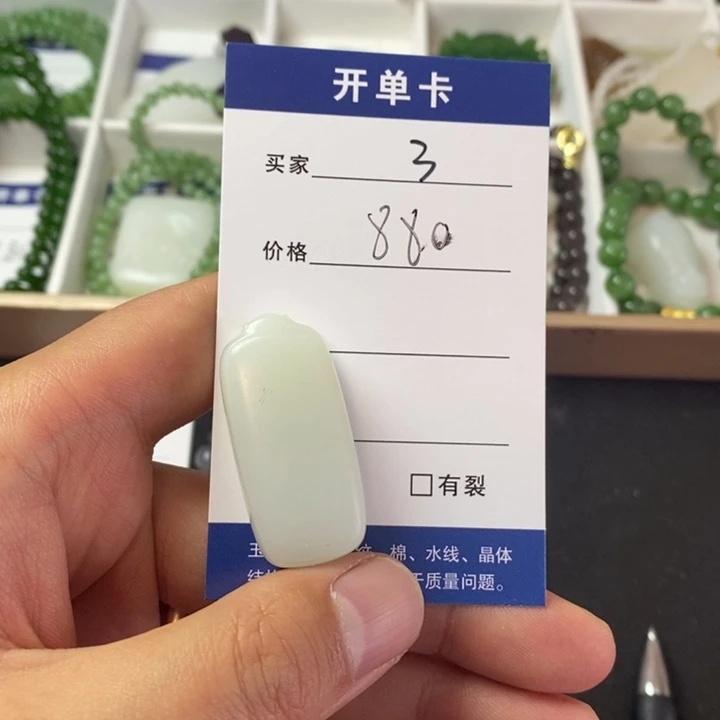 开单卡
买家 3
价格 880
□有裂
玉 纹、棉、水线、晶体
质量问题。